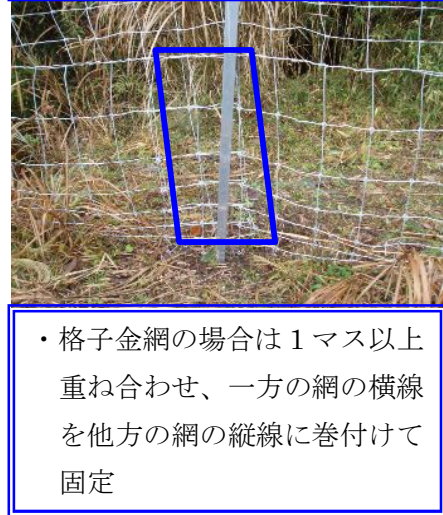 ・格子金網の場合は１マス以上
重ね合わせ、一方の網の横線
を他方の網の縦線に巻付けて
固定